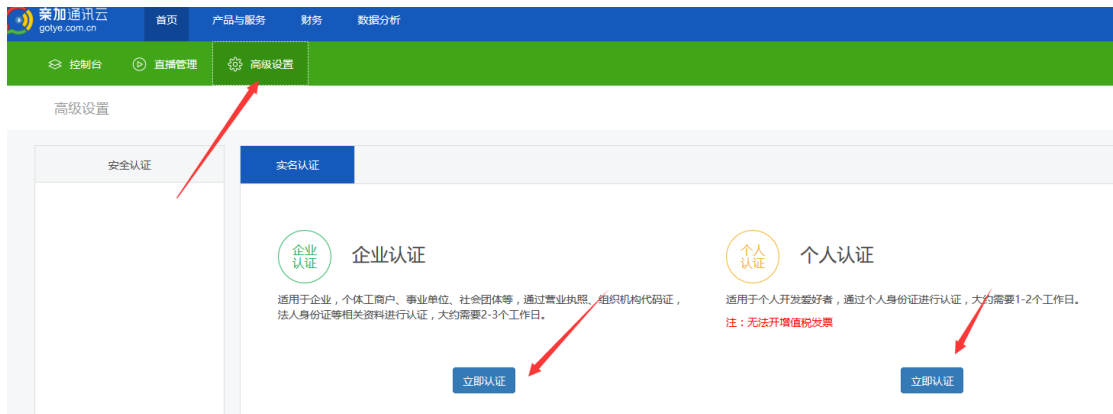 亲加通讯云
gotye.com.cn
首页 产品与服务 财务 数据分析
控制台 直播管理 高级设置
高级设置
安全认证
实名认证
企业
认证
企业认证
适用于企业，个体工商户、事业单位、社会团体等，通过营业执照、组织机构代码证，
法人身份证等相关资料进行认证，大约需要2-3个工作日。
立即认证
个人
认证
个人认证
适用于个人开发爱好者，通过个人身份证进行认证，大约需要1-2个工作日。
注：无法开增值税发票
立即认证